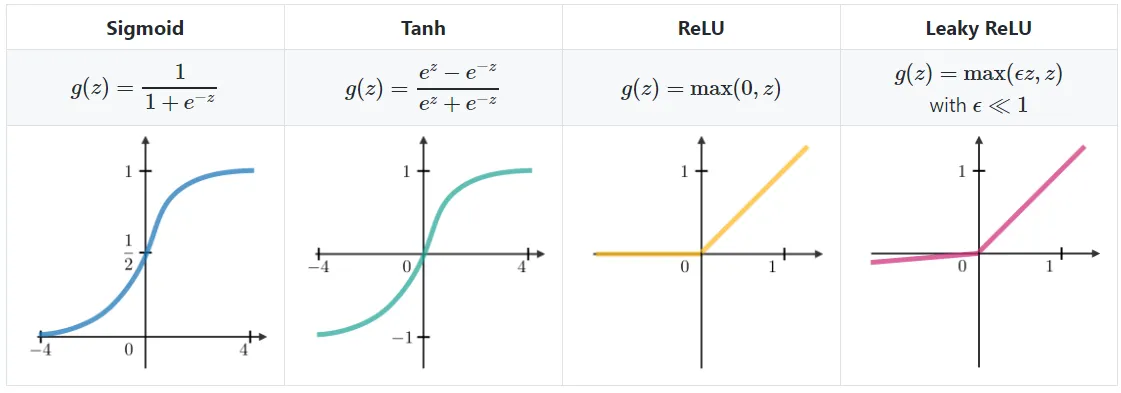 Sigmoid
Tanh
ReLU
Leaky ReLU
g(z) = 1 / (1 + e^{-z})
g(z) = (e^z − e^{-z}) / (e^z + e^{-z})
g(z) = max(0, z)
g(z) = max(ϵz, z)
with ϵ ≪ 1
1
1/2
−4
0
4
1
−4
0
4
−1
1
0
1
1
0
1